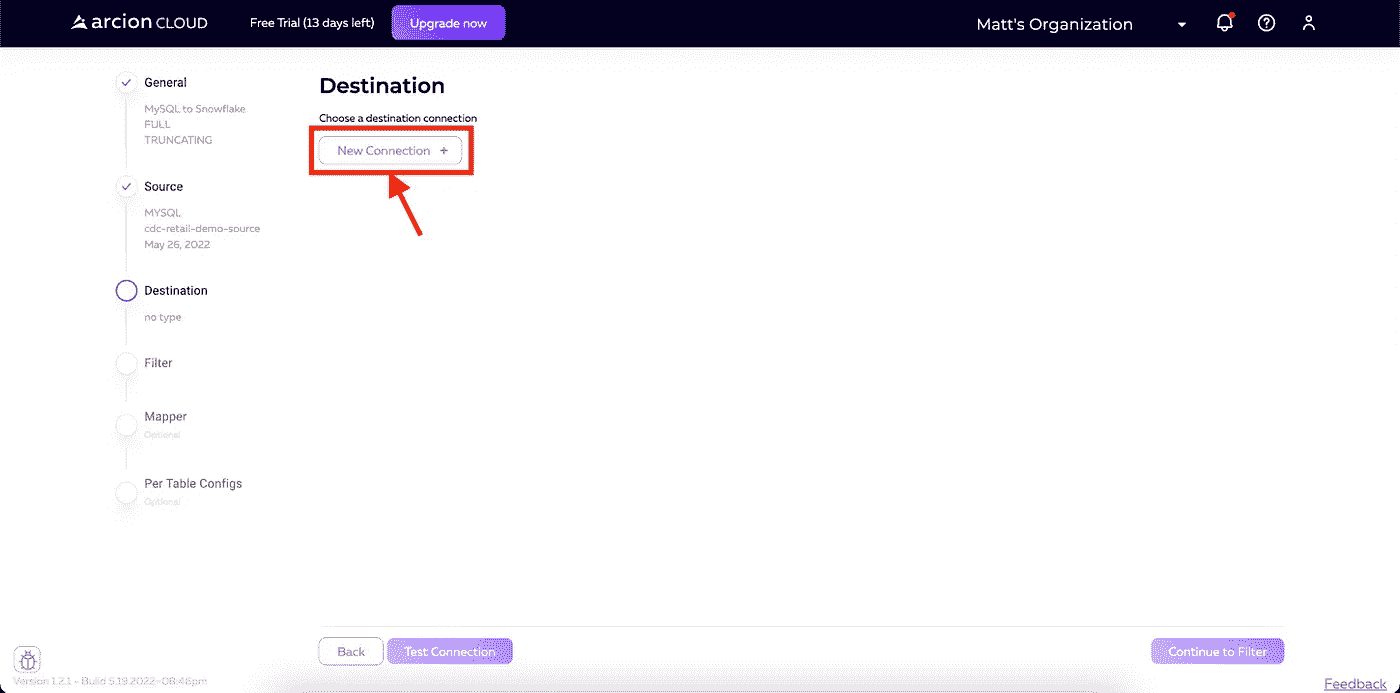 arcion CLOUD
Free Trial (13 days left)
Upgrade now
Matt's Organization
General
MySQL to Snowflake
FULL
TRUNCATING
Source
MYSQL
cdc-retail-demo-source
May 26, 2022
Destination
no type
Filter
Mapper
Optional
Per Table Configs
Optional
Destination
Choose a destination connection
New Connection +
Back
Test Connection
Continue to Filter
Version 1.2.1 - Build 5.19.2022-08:46pm
Feedback